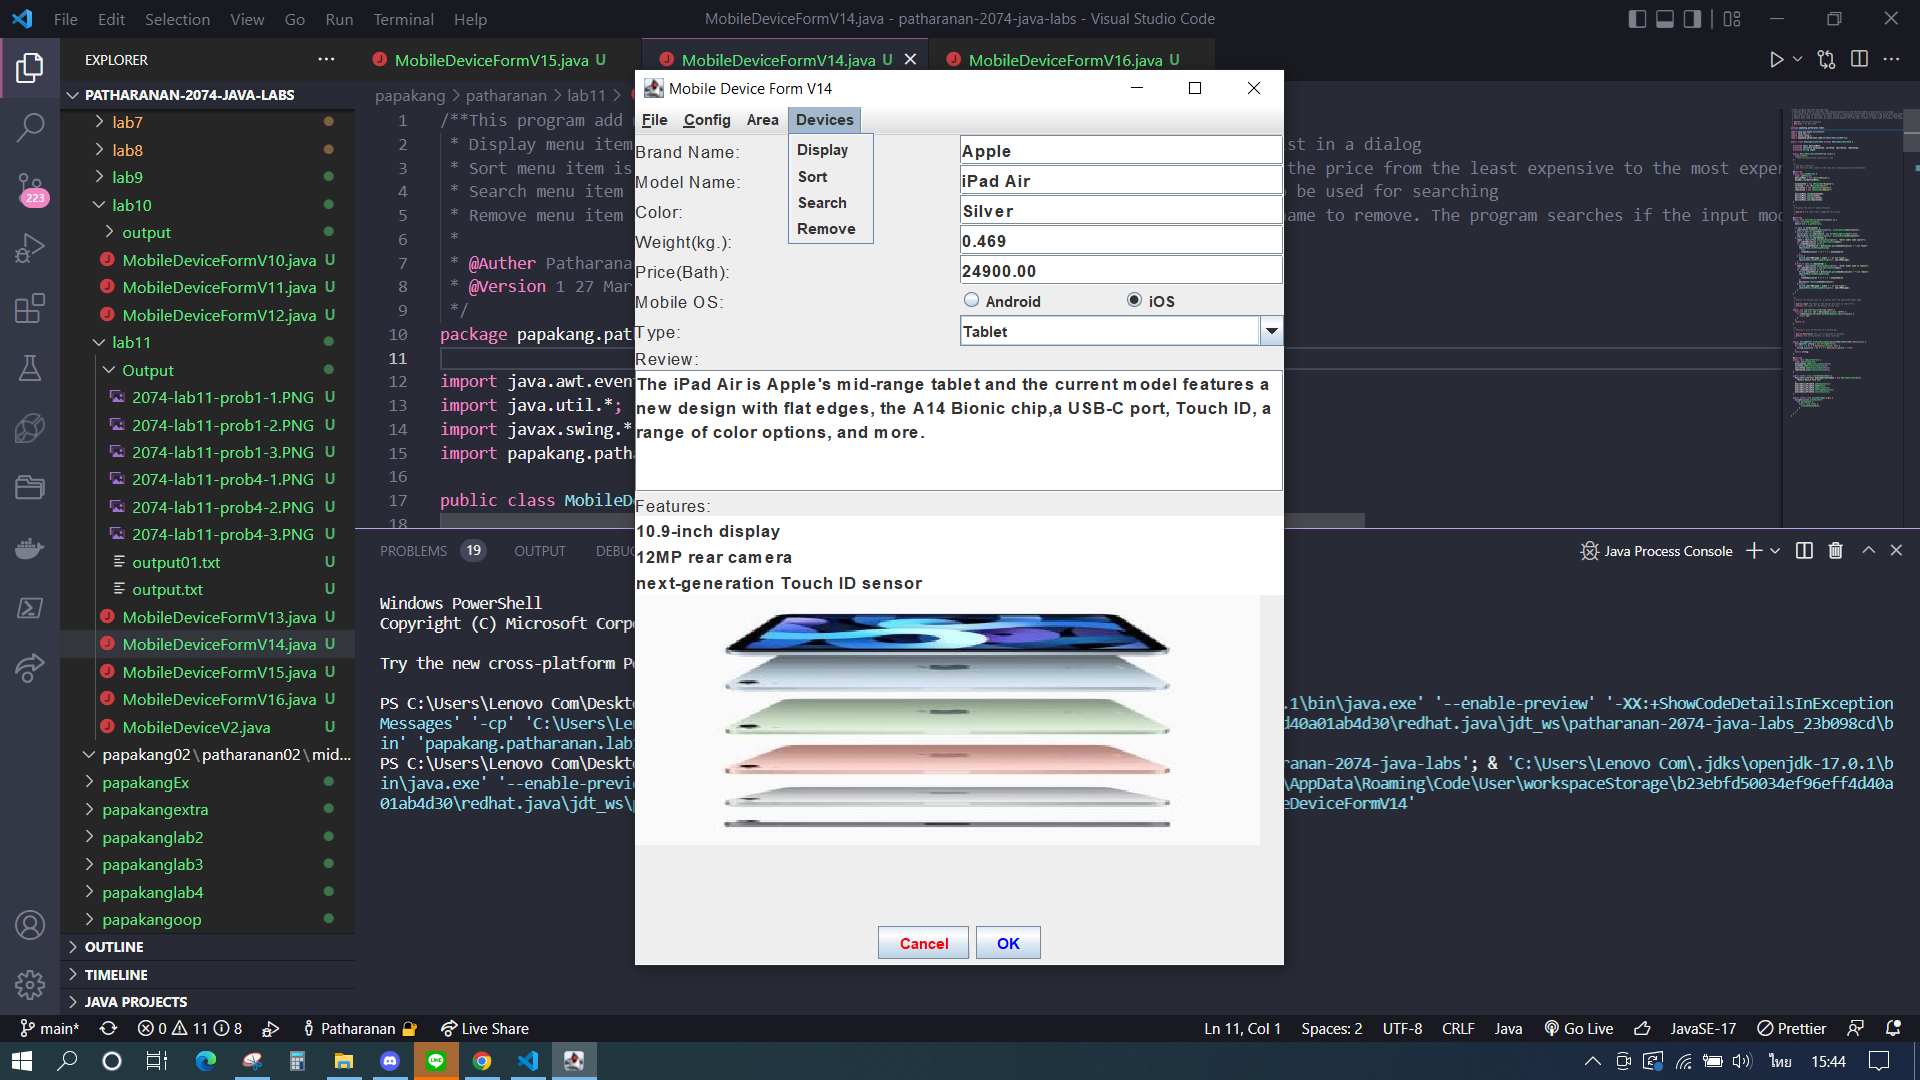 File Edit Selection View Go Run Terminal Help
MobileDeviceFormV14.java - patharanan-2074-java-labs - Visual Studio Code
EXPLORER
PATHARANAN-2074-JAVA-LABS
lab7
lab8
lab9
lab10
output
MobileDeviceFormV10.java U
MobileDeviceFormV11.java U
MobileDeviceFormV12.java U
lab11
Output
2074-lab11-prob1-1.PNG U
2074-lab11-prob1-2.PNG U
2074-lab11-prob1-3.PNG U
2074-lab11-prob4-1.PNG U
2074-lab11-prob4-2.PNG U
2074-lab11-prob4-3.PNG U
output01.txt U
output.txt U
MobileDeviceFormV13.java U
MobileDeviceFormV14.java U
MobileDeviceFormV15.java U
MobileDeviceFormV16.java U
MobileDeviceV2.java U
papakang02\patharanan02\mid...
papakangEx
papakangextra
papakanglab2
papakanglab3
papakanglab4
papakangoop
OUTLINE
TIMELINE
JAVA PROJECTS
223
MobileDeviceFormV15.java U
MobileDeviceFormV14.java U
MobileDeviceFormV16.java U
papakang > patharanan > lab11 >
1 /**This program add
2 * Display menu item
st in a dialog
3 * Sort menu item is
the price from the least expensive to the most expen
4 * Search menu item
be used for searching
5 * Remove menu item
name to remove. The program searches if the input mod
6 *
7 * @Auther Patharana
8 * @Version 1 27 Mar
9 */
10 package papakang.pat
11
12 import java.awt.even
13 import java.util.*;
14 import javax.swing.*
15 import papakang.path
16
17 public class MobileD
18
Mobile Device Form V14
File Config Area Devices
Display
Sort
Search
Remove
Brand Name: Apple
Model Name: iPad Air
Color: Silver
Weight(kg.): 0.469
Price(Bath): 24900.00
Mobile OS: Android iOS
Type: Tablet
Review:
The iPad Air is Apple's mid-range tablet and the current model features a
new design with flat edges, the A14 Bionic chip,a USB-C port, Touch ID, a
range of color options, and more.
Features:
10.9-inch display
12MP rear camera
next-generation Touch ID sensor
Cancel OK
PROBLEMS 19 OUTPUT DEBU
Java Process Console
Windows PowerShell
Copyright (C) Microsoft Corp
Try the new cross-platform P
PS C:\Users\Lenovo Com\Deskt
.1\bin\java.exe' '--enable-preview' '-XX:+ShowCodeDetailsInException
Messages' '-cp' 'C:\Users\Le
d40a01ab4d30\redhat.java\jdt_ws\patharanan-2074-java-labs_23b098cd\b
in' 'papakang.patharanan.lab
PS C:\Users\Lenovo Com\Deskt
ranan-2074-java-labs'; & 'C:\Users\Lenovo Com\.jdks\openjdk-17.0.1\b
in\java.exe' '--enable-previ
\AppData\Roaming\Code\User\workspaceStorage\b23ebfd50034ef96eff4d40a
01ab4d30\redhat.java\jdt_ws\
eDeviceFormV14'
main* 0 11 8 Patharanan Live Share
Ln 11, Col 1 Spaces: 2 UTF-8 CRLF Java Go Live JavaSE-17 Prettier
ไทย 15:44